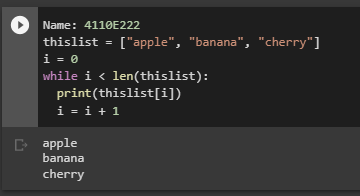 Name: 4110E222
thislist = ["apple", "banana", "cherry"]
i = 0
while i < len(thislist):
  print(thislist[i])
  i = i + 1
apple
banana
cherry